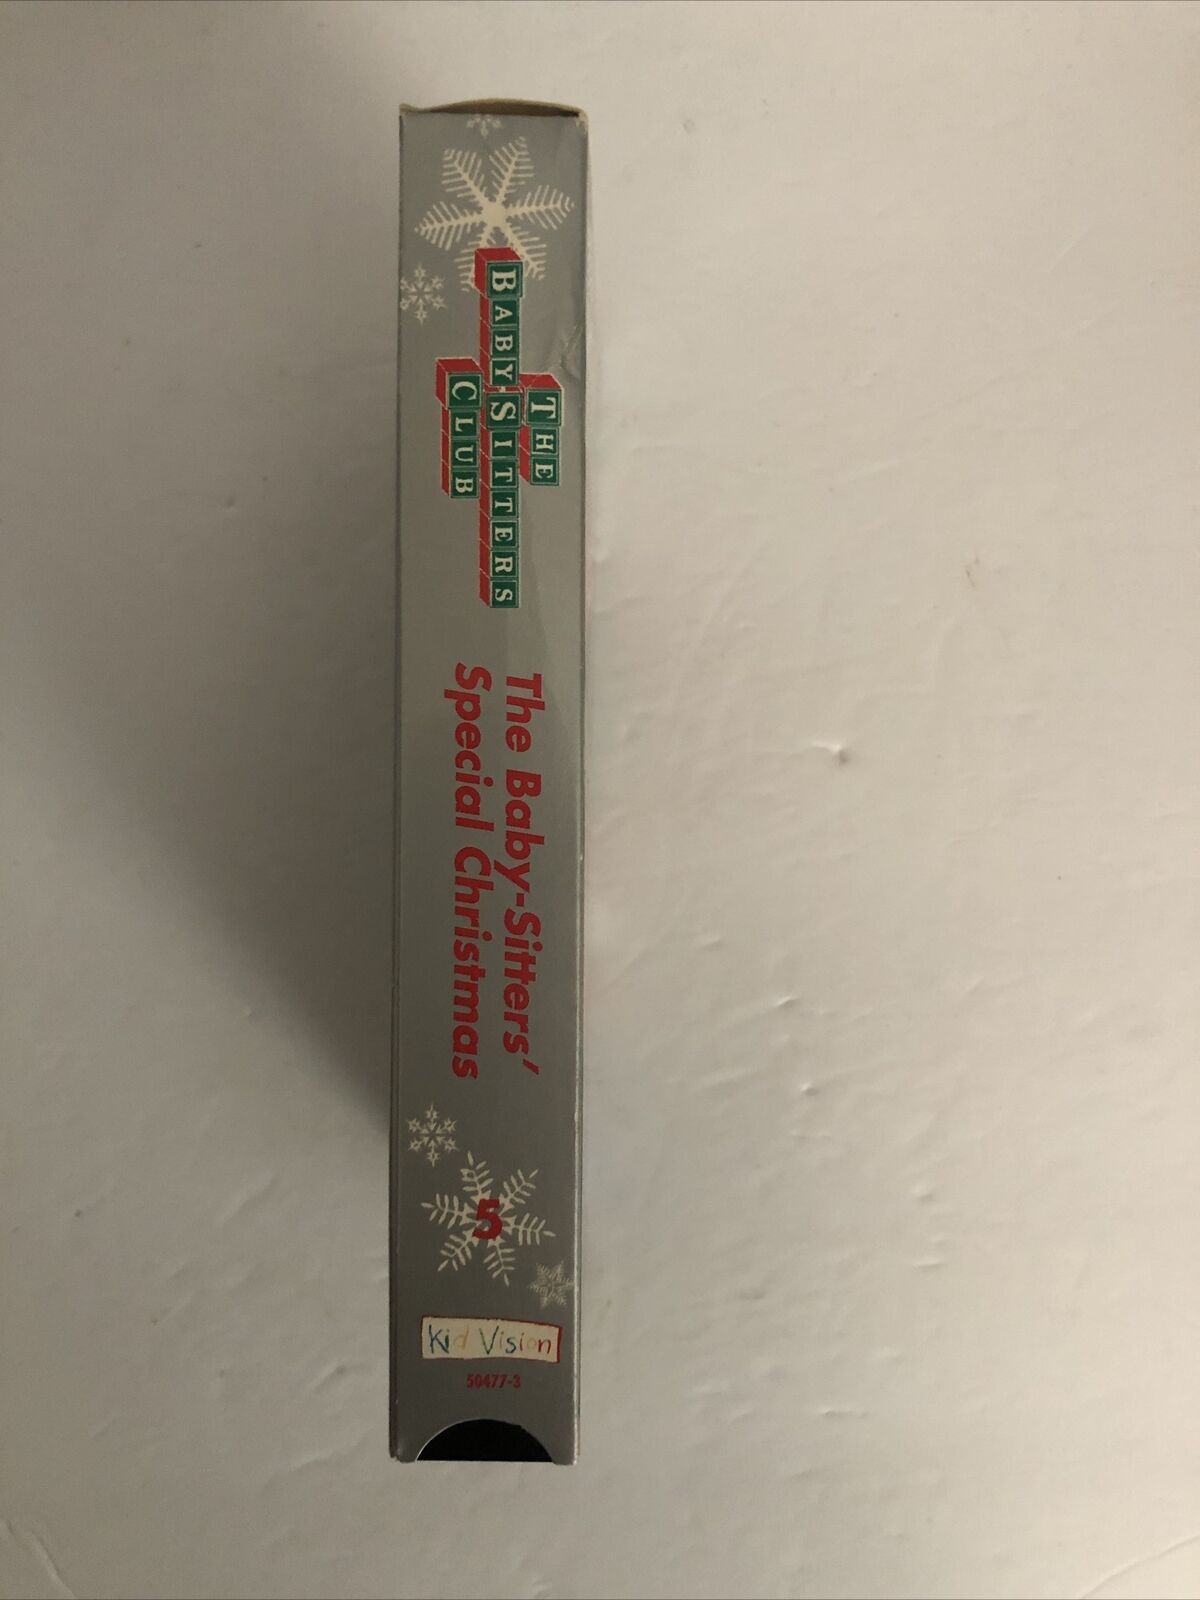 THE
BABY-SITTERS
CLUB
The Baby-Sitters'
Special Christmas
5
Kid Vision
50477-3